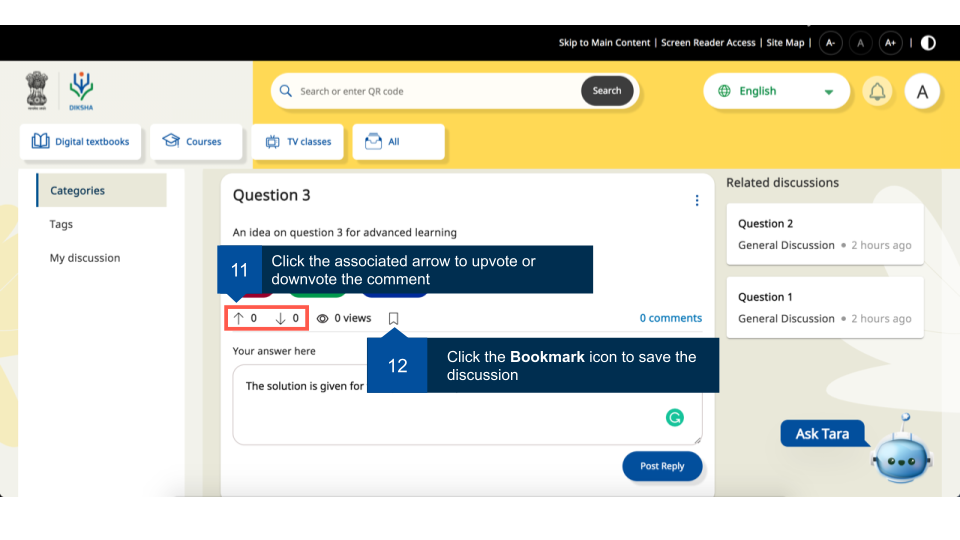 Skip to Main Content | Screen Reader Access | Site Map | A- A A+ |
DIKSHA
Search or enter QR code
Search
English
A
Digital textbooks
Courses
TV classes
All
Categories
Tags
My discussion
Question 3
An idea on question 3 for advanced learning
11
Click the associated arrow to upvote or
downvote the comment
0 0 0 views 0 comments
Your answer here
12
Click the Bookmark icon to save the
discussion
The solution is given for
Post Reply
Related discussions
Question 2
General Discussion • 2 hours ago
Question 1
General Discussion • 2 hours ago
Ask Tara